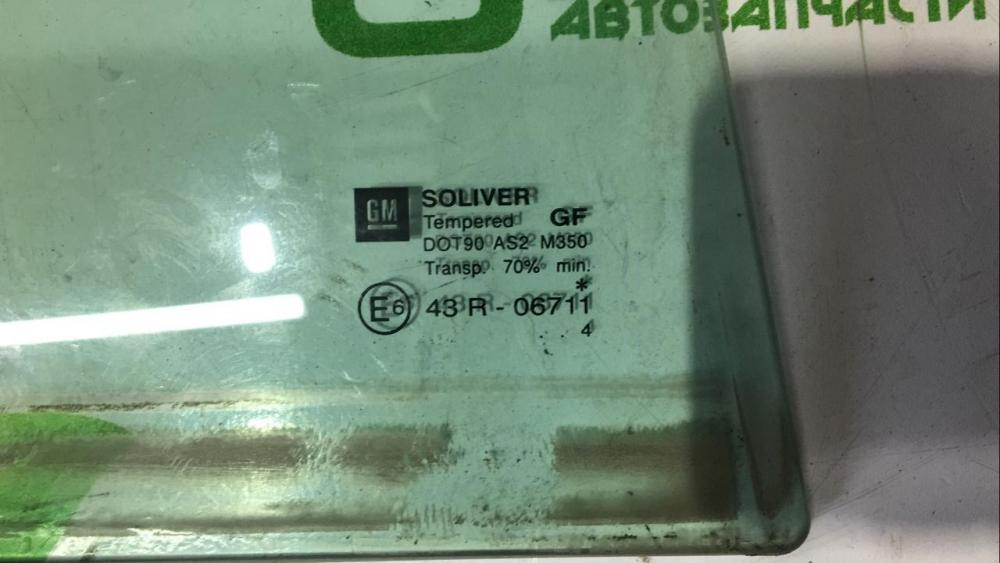 АВТОЗАПЧАСТИ
GM
SOLIVER
Tempered GF
DOT90 AS2 M350
Transp. 70% min.
*
E6 43 R - 06711
4